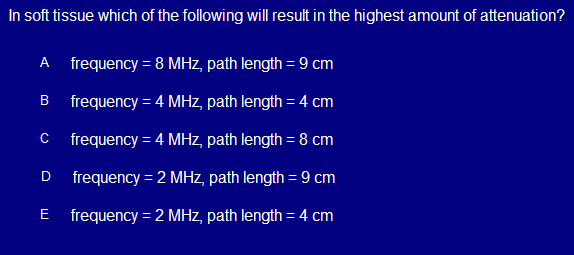 In soft tissue which of the following will result in the highest amount of attenuation?
A frequency = 8 MHz, path length = 9 cm
B frequency = 4 MHz, path length = 4 cm
C frequency = 4 MHz, path length = 8 cm
D frequency = 2 MHz, path length = 9 cm
E frequency = 2 MHz, path length = 4 cm